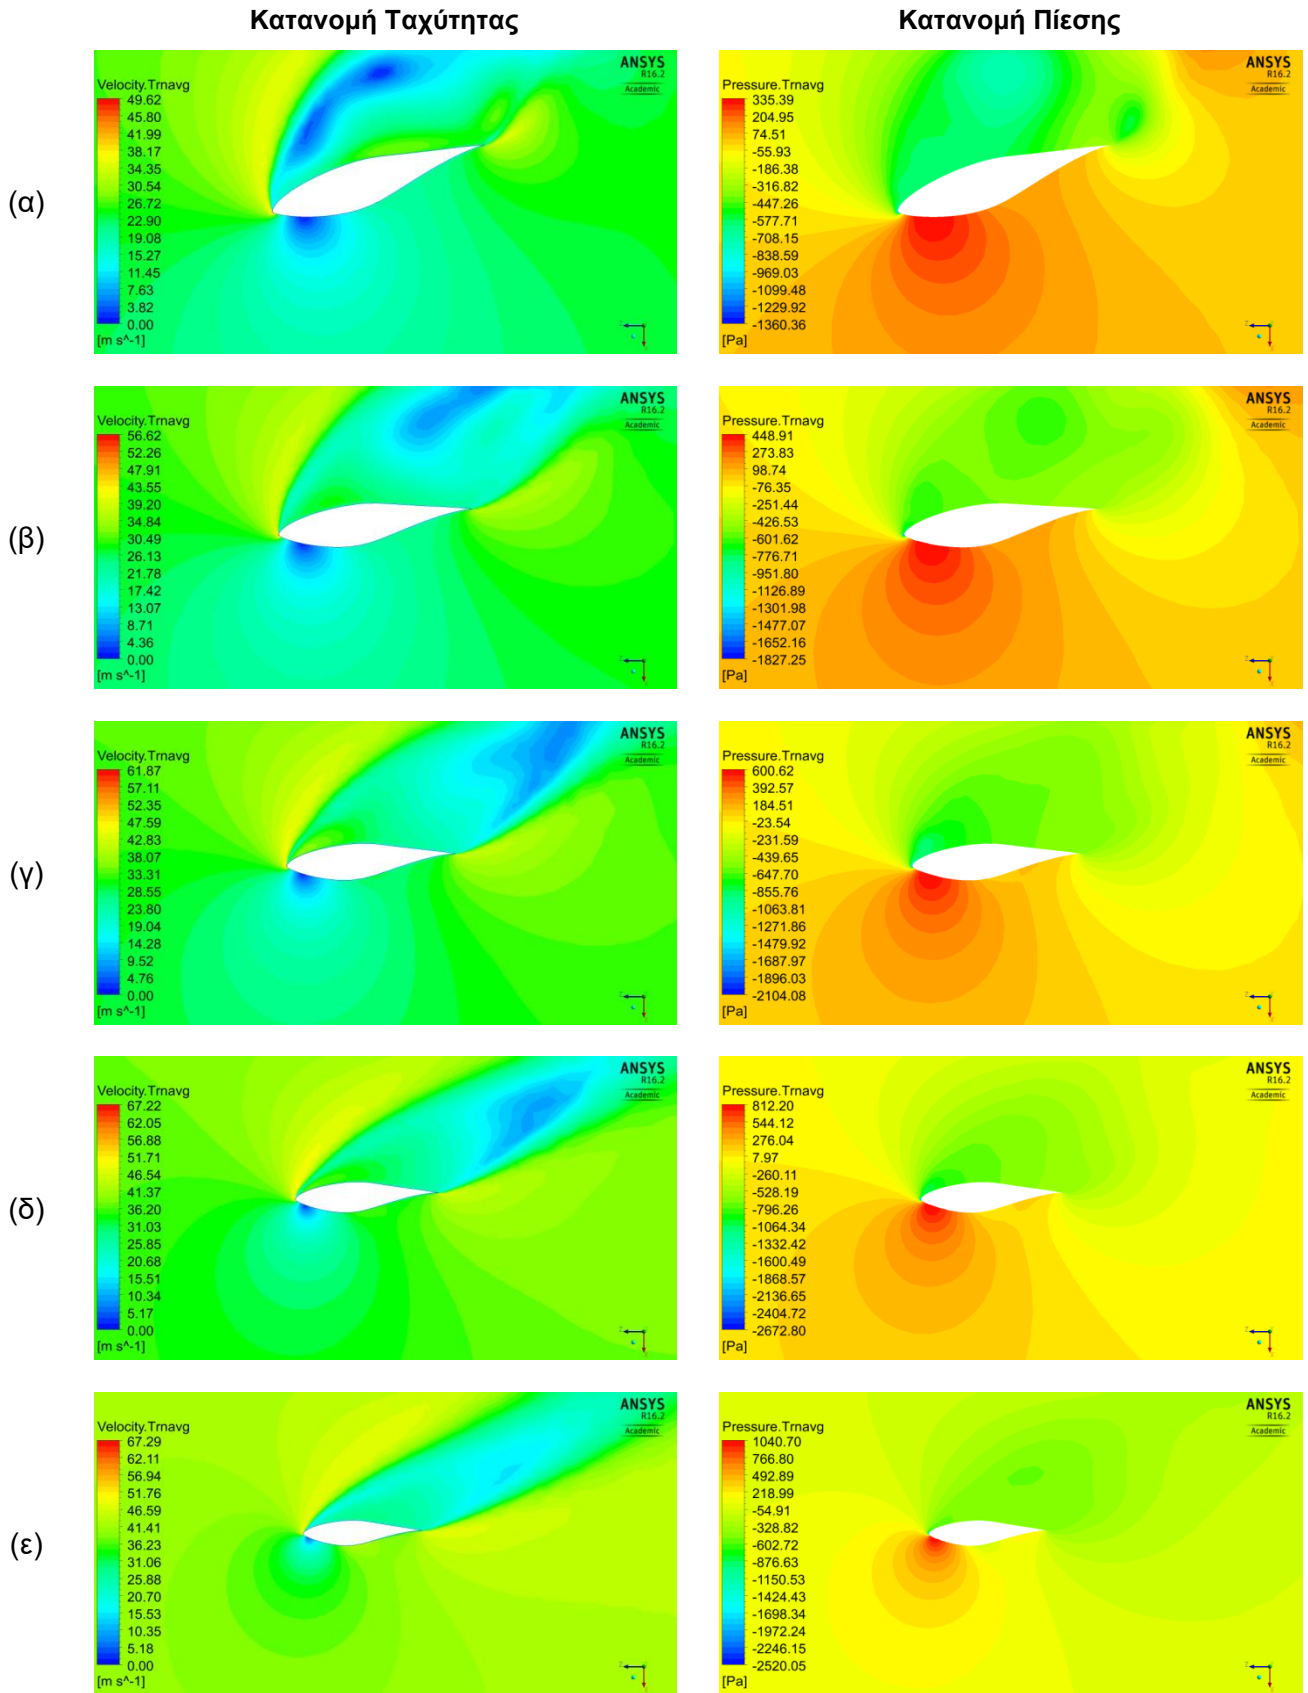 Κατανομή Ταχύτητας
Κατανομή Πίεσης
(α)
Velocity.Trnavg
49.62
45.80
41.99
38.17
34.35
30.54
26.72
22.90
19.08
15.27
11.45
7.63
3.82
0.00
[m s^-1]
ANSYS
R16.2
Academic
Pressure.Trnavg
335.39
204.95
74.51
-55.93
-186.38
-316.82
-447.26
-577.71
-708.15
-838.59
-969.03
-1099.48
-1229.92
-1360.36
[Pa]
ANSYS
R16.2
Academic
(β)
Velocity.Trnavg
56.62
52.26
47.91
43.55
39.20
34.84
30.49
26.13
21.78
17.42
13.07
8.71
4.36
0.00
[m s^-1]
ANSYS
R16.2
Academic
Pressure.Trnavg
448.91
273.83
98.74
-76.35
-251.44
-426.53
-601.62
-776.71
-951.80
-1126.89
-1301.98
-1477.07
-1652.16
-1827.25
[Pa]
ANSYS
R16.2
Academic
(γ)
Velocity.Trnavg
61.87
57.11
52.35
47.59
42.83
38.07
33.31
28.55
23.80
19.04
14.28
9.52
4.76
0.00
[m s^-1]
ANSYS
R16.2
Academic
Pressure.Trnavg
600.62
392.57
184.51
-23.54
-231.59
-439.65
-647.70
-855.76
-1063.81
-1271.86
-1479.92
-1687.97
-1896.03
-2104.08
[Pa]
ANSYS
R16.2
Academic
(δ)
Velocity.Trnavg
67.22
62.05
56.88
51.71
46.54
41.37
36.20
31.03
25.85
20.68
15.51
10.34
5.17
0.00
[m s^-1]
ANSYS
R16.2
Academic
Pressure.Trnavg
812.20
544.12
276.04
7.97
-260.11
-528.19
-796.26
-1064.34
-1332.42
-1600.49
-1868.57
-2136.65
-2404.72
-2672.80
[Pa]
ANSYS
R16.2
Academic
(ε)
Velocity.Trnavg
67.29
62.11
56.94
51.76
46.59
41.41
36.23
31.06
25.88
20.70
15.53
10.35
5.18
0.00
[m s^-1]
ANSYS
R16.2
Academic
Pressure.Trnavg
1040.70
766.80
492.89
218.99
-54.91
-328.82
-602.72
-876.63
-1150.53
-1424.43
-1698.34
-1972.24
-2246.15
-2520.05
[Pa]
ANSYS
R16.2
Academic